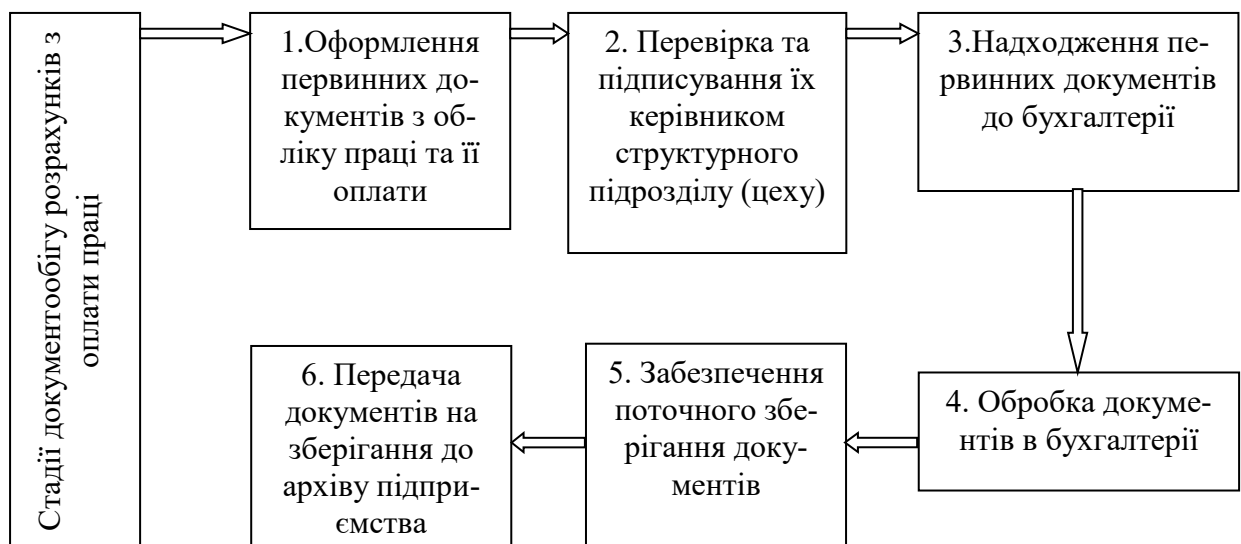 Стадії документообігу розрахунків з
оплати праці
1.Оформлення
первинних до-
кументів з об-
ліку праці та її
оплати
2. Перевірка та
підписування їх
керівником
структурного
підрозділу (цеху)
3.Надходження пе-
рвинних документів
до бухгалтерії
4. Обробка докуме-
нтів в бухгалтерії
5. Забезпечення
поточного збе-
рігання доку-
ментів
6. Передача
документів на
зберігання до
архіву підпри-
ємства